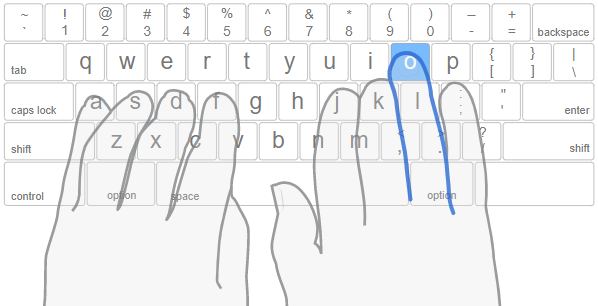 ~ ! @ # $ % ^ & * ( ) – +
` 1 2 3 4 5 6 7 8 9 0 - = backspace
tab q w e r t y u i o p { } |
[ ] \
caps lock a s d f g h j k l : " enter
; '
shift z x c v b n m < > ? shift
, . /
control option space option